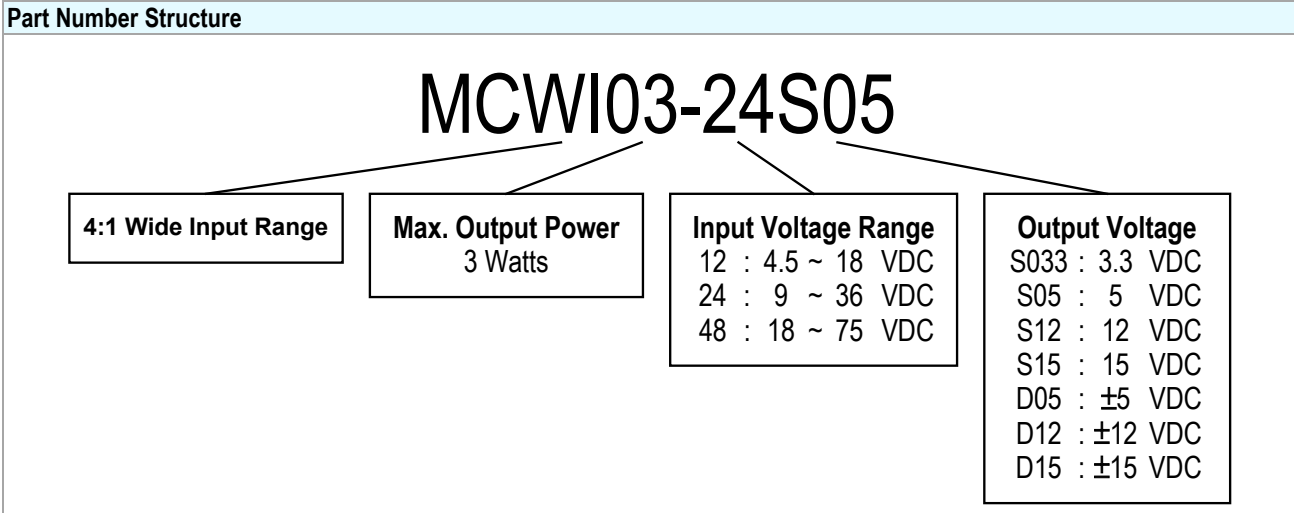 Part Number Structure
MCWI03-24S05
4:1 Wide Input Range
Max. Output Power
3 Watts
Input Voltage Range
12 : 4.5 ~ 18 VDC
24 : 9 ~ 36 VDC
48 : 18 ~ 75 VDC
Output Voltage
S033 : 3.3 VDC
S05 : 5 VDC
S12 : 12 VDC
S15 : 15 VDC
D05 : ±5 VDC
D12 : ±12 VDC
D15 : ±15 VDC